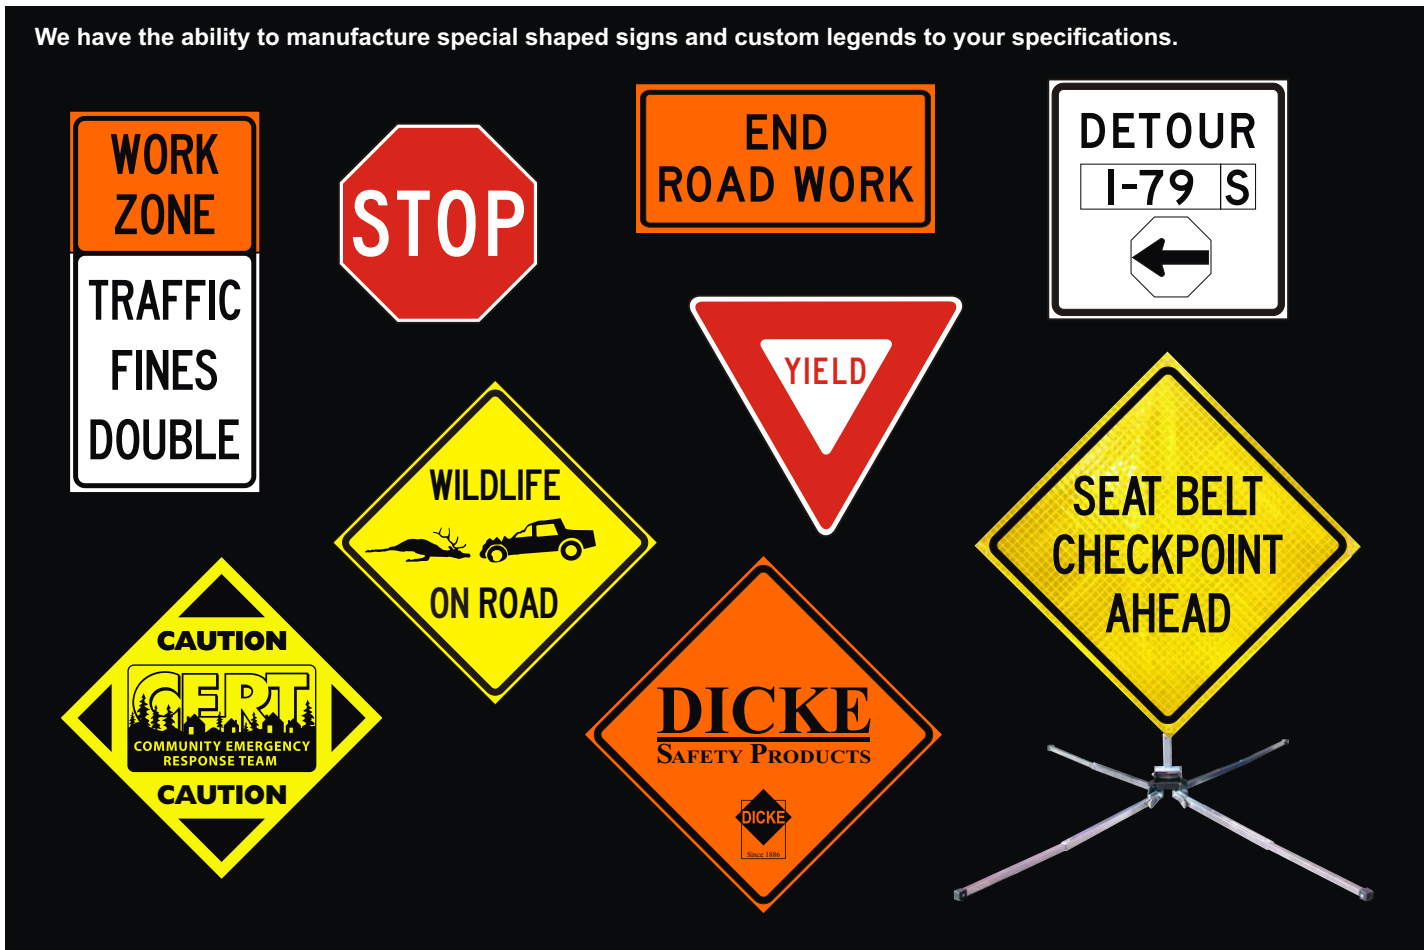 We have the ability to manufacture special shaped signs and custom legends to your specifications.
WORK
ZONE
TRAFFIC
FINES
DOUBLE
STOP
END
ROAD WORK
DETOUR
I-79 S
YIELD
WILDLIFE
ON ROAD
SEAT BELT
CHECKPOINT
AHEAD
CAUTION
CERT
COMMUNITY EMERGENCY
RESPONSE TEAM
CAUTION
DICKE
SAFETY PRODUCTS
DICKE
Since 1886